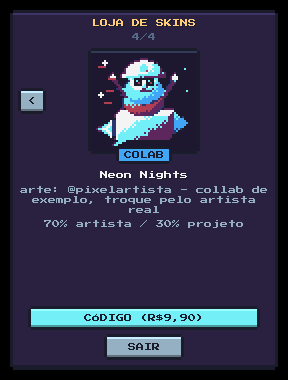 LOJA DE SKINS
4/4
<
COLAB
Neon Nights
arte: @pixelartista - collab de
exemplo, troque pelo artista
real
70% artista / 30% projeto
CóDIGO (R$9,90)
SAIR